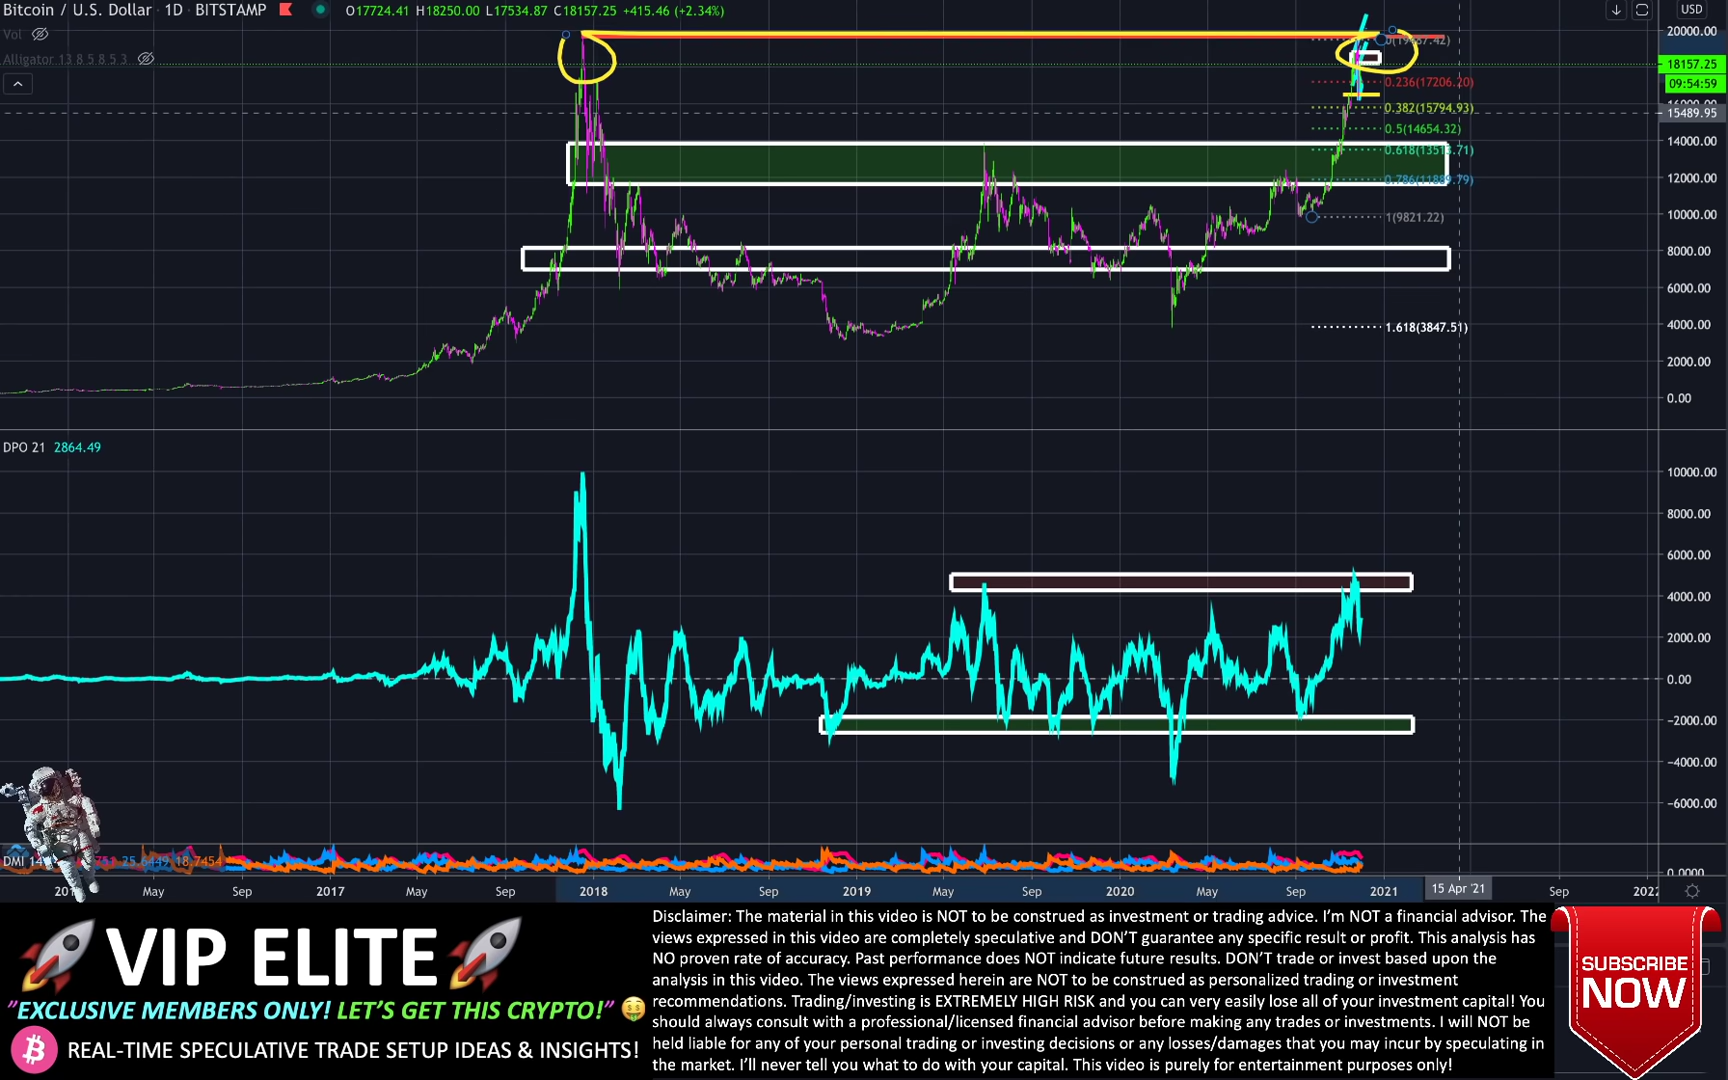 Bitcoin / U.S. Dollar · 1D · BITSTAMP O17724.41 H18250.00 L17534.87 C18157.25 +415.46 (+2.34%) USD
Vol
Alligator 13 8 5 8 5 3
20000.00
18157.25
09:54:59
15489.95
14000.00
12000.00
10000.00
8000.00
6000.00
4000.00
2000.00
0.00
0.236(17206.20)
0.382(15794.93)
0.5(14654.32)
0.618(13513.71)
0.786(11889.79)
1(9821.22)
1.618(3847.51)
DPO 21 2864.49
10000.00
8000.00
6000.00
4000.00
2000.00
0.00
−2000.00
−4000.00
−6000.00
DMI 25.6449 18.7454
0.0000
May Sep 2017 May Sep 2018 May Sep 2019 May Sep 2020 May Sep 2021 15 Apr '21 Sep
VIP ELITE
"EXCLUSIVE MEMBERS ONLY! LET'S GET THIS CRYPTO!"
REAL-TIME SPECULATIVE TRADE SETUP IDEAS & INSIGHTS!
Disclaimer: The material in this video is NOT to be construed as investment or trading advice. I'm NOT a financial advisor. The
views expressed in this video are completely speculative and DON'T guarantee any specific result or profit. This analysis has
NO proven rate of accuracy. Past performance does NOT indicate future results. DON'T trade or invest based upon the
analysis in this video. The views expressed herein are NOT to be construed as personalized trading or investment
recommendations. Trading/investing is EXTREMELY HIGH RISK and you can very easily lose all of your investment capital! You
should always consult with a professional/licensed financial advisor before making any trades or investments. I will NOT be
held liable for any of your personal trading or investing decisions or any losses/damages that you may incur by speculating in
the market. I'll never tell you what to do with your capital. This video is purely for entertainment purposes only!
SUBSCRIBE
NOW